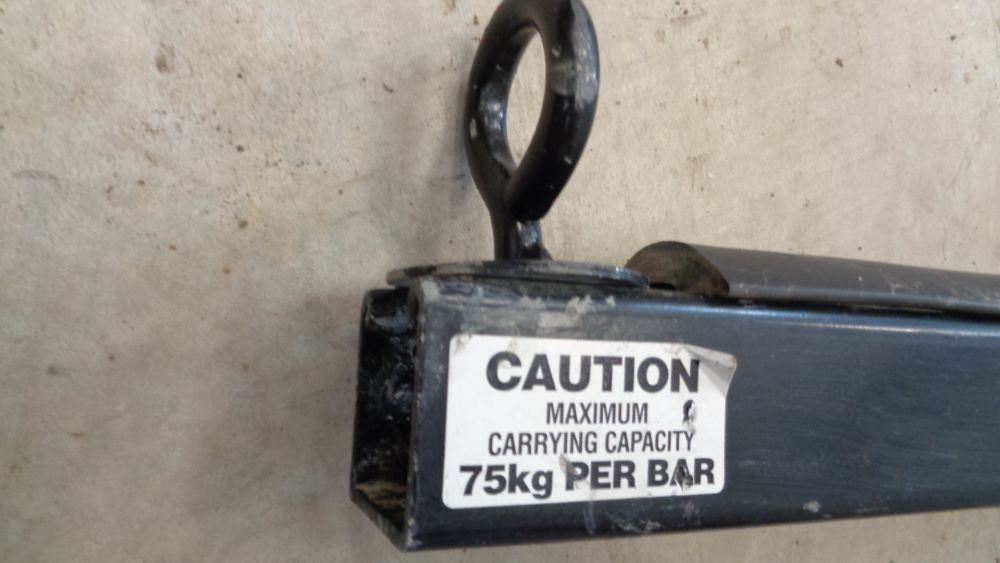 CAUTION
MAXIMUM
CARRYING CAPACITY
75kg PER BAR